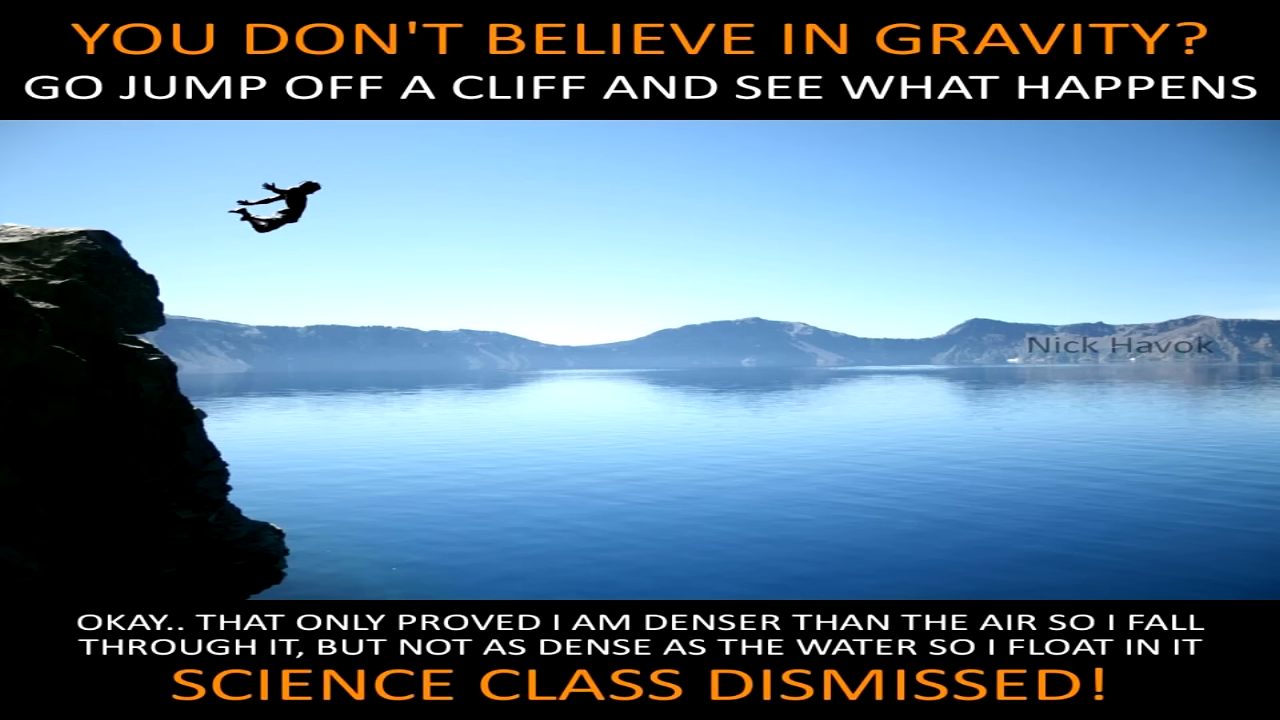 YOU DON'T BELIEVE IN GRAVITY?
GO JUMP OFF A CLIFF AND SEE WHAT HAPPENS
Nick Havok
OKAY.. THAT ONLY PROVED I AM DENSER THAN THE AIR SO I FALL
THROUGH IT, BUT NOT AS DENSE AS THE WATER SO I FLOAT IN IT
SCIENCE CLASS DISMISSED!